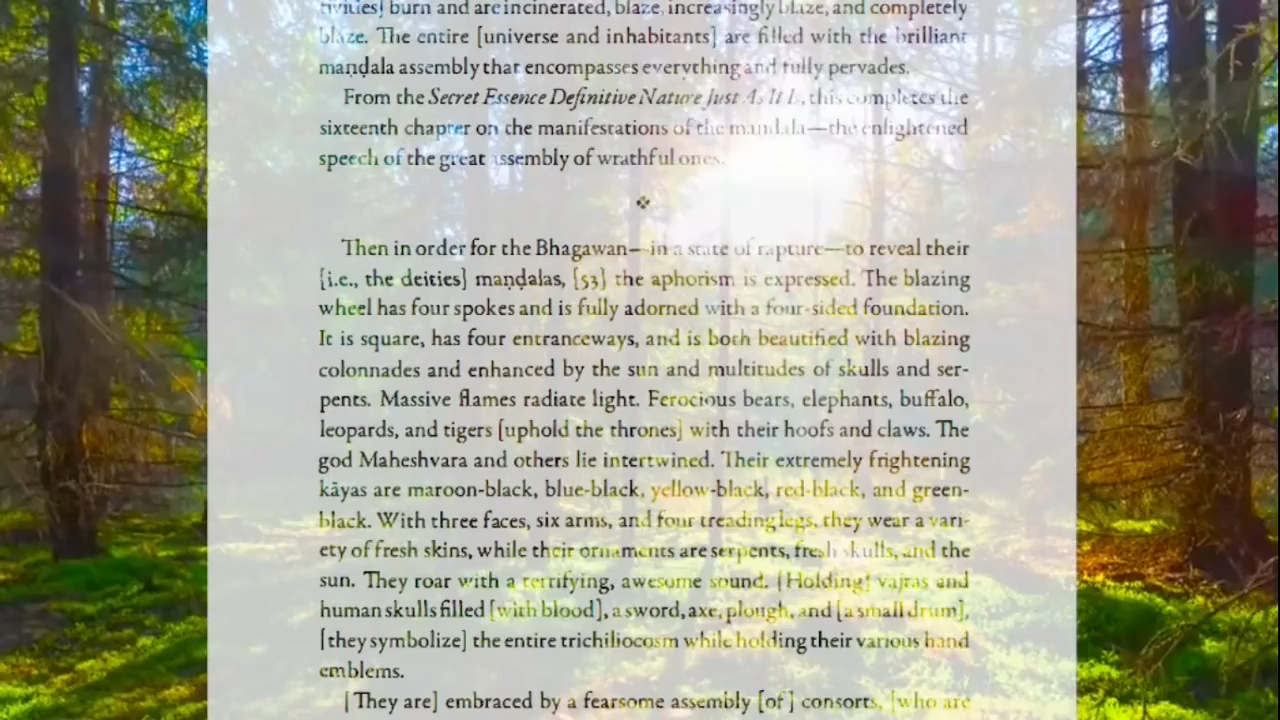 tivities] burn and are incinerated, blaze, increasingly blaze, and completely
blaze. The entire [universe and inhabitants] are filled with the brilliant
maṇḍala assembly that encompasses everything and fully pervades.
From the Secret Essence Definitive Nature Just As It Is, this completes the
sixteenth chapter on the manifestations of the maṇḍala—the enlightened
speech of the great assembly of wrathful ones.
❖
Then in order for the Bhagawan—in a state of rapture—to reveal their
[i.e., the deities] maṇḍalas, {53} the aphorism is expressed. The blazing
wheel has four spokes and is fully adorned with a four-sided foundation.
It is square, has four entranceways, and is both beautified with blazing
colonnades and enhanced by the sun and multitudes of skulls and ser-
pents. Massive flames radiate light. Ferocious bears, elephants, buffalo,
leopards, and tigers [uphold the thrones] with their hoofs and claws. The
god Maheshvara and others lie intertwined. Their extremely frightening
kāyas are maroon-black, blue-black, yellow-black, red-black, and green-
black. With three faces, six arms, and four treading legs, they wear a vari-
ety of fresh skins, while their ornaments are serpents, fresh skulls, and the
sun. They roar with a terrifying, awesome sound. [Holding] vajras and
human skulls filled [with blood], a sword, axe, plough, and [a small drum],
[they symbolize] the entire trichiliocosm while holding their various hand
emblems.
[They are] embraced by a fearsome assembly [of] consorts, [who are